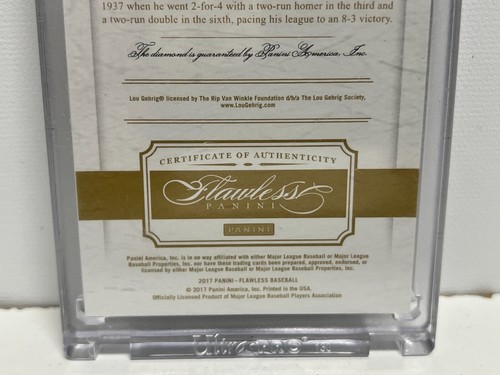 1937 when he went 2-for-4 with a two-run homer in the third and
a two-run double in the sixth, pacing his league to an 8-3 victory.
The diamond is guaranteed by Panini America, Inc.
Lou Gehrig® licensed by The Rip Van Winkle Foundation d/b/a The Lou Gehrig Society,
www.LouGehrig.com.
CERTIFICATE OF AUTHENTICITY
Flawless
PANINI
PANINI
Panini America, Inc. is in no way affiliated with either Major League Baseball or Major League
Baseball Properties, Inc. nor have these trading cards been prepared, approved, endorsed, or
licensed by either Major League Baseball or Major League Baseball Properties, Inc.
2017 PANINI - FLAWLESS BASEBALL
© 2017 Panini America, Inc. Printed in the USA.
Officially Licensed Product of Major League Baseball Players Association